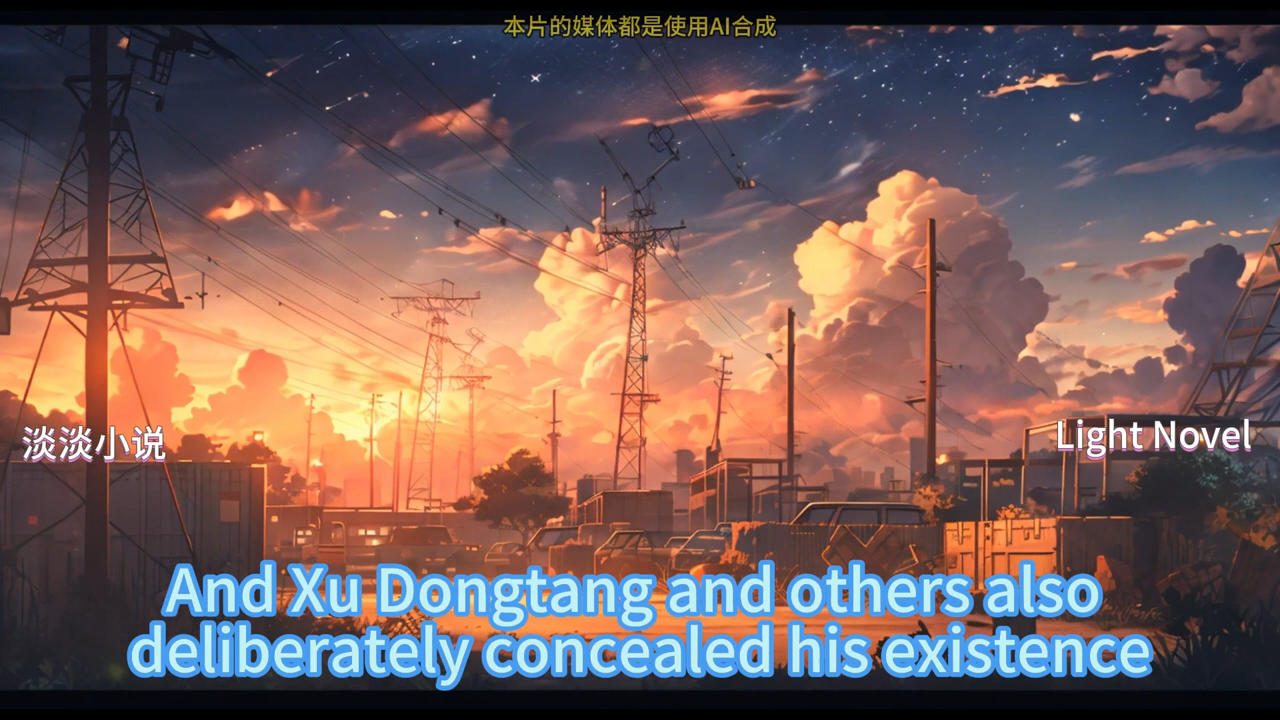 本片的媒体都是使用AI合成
淡淡小说
Light Novel
And Xu Dongtang and others also
deliberately concealed his existence